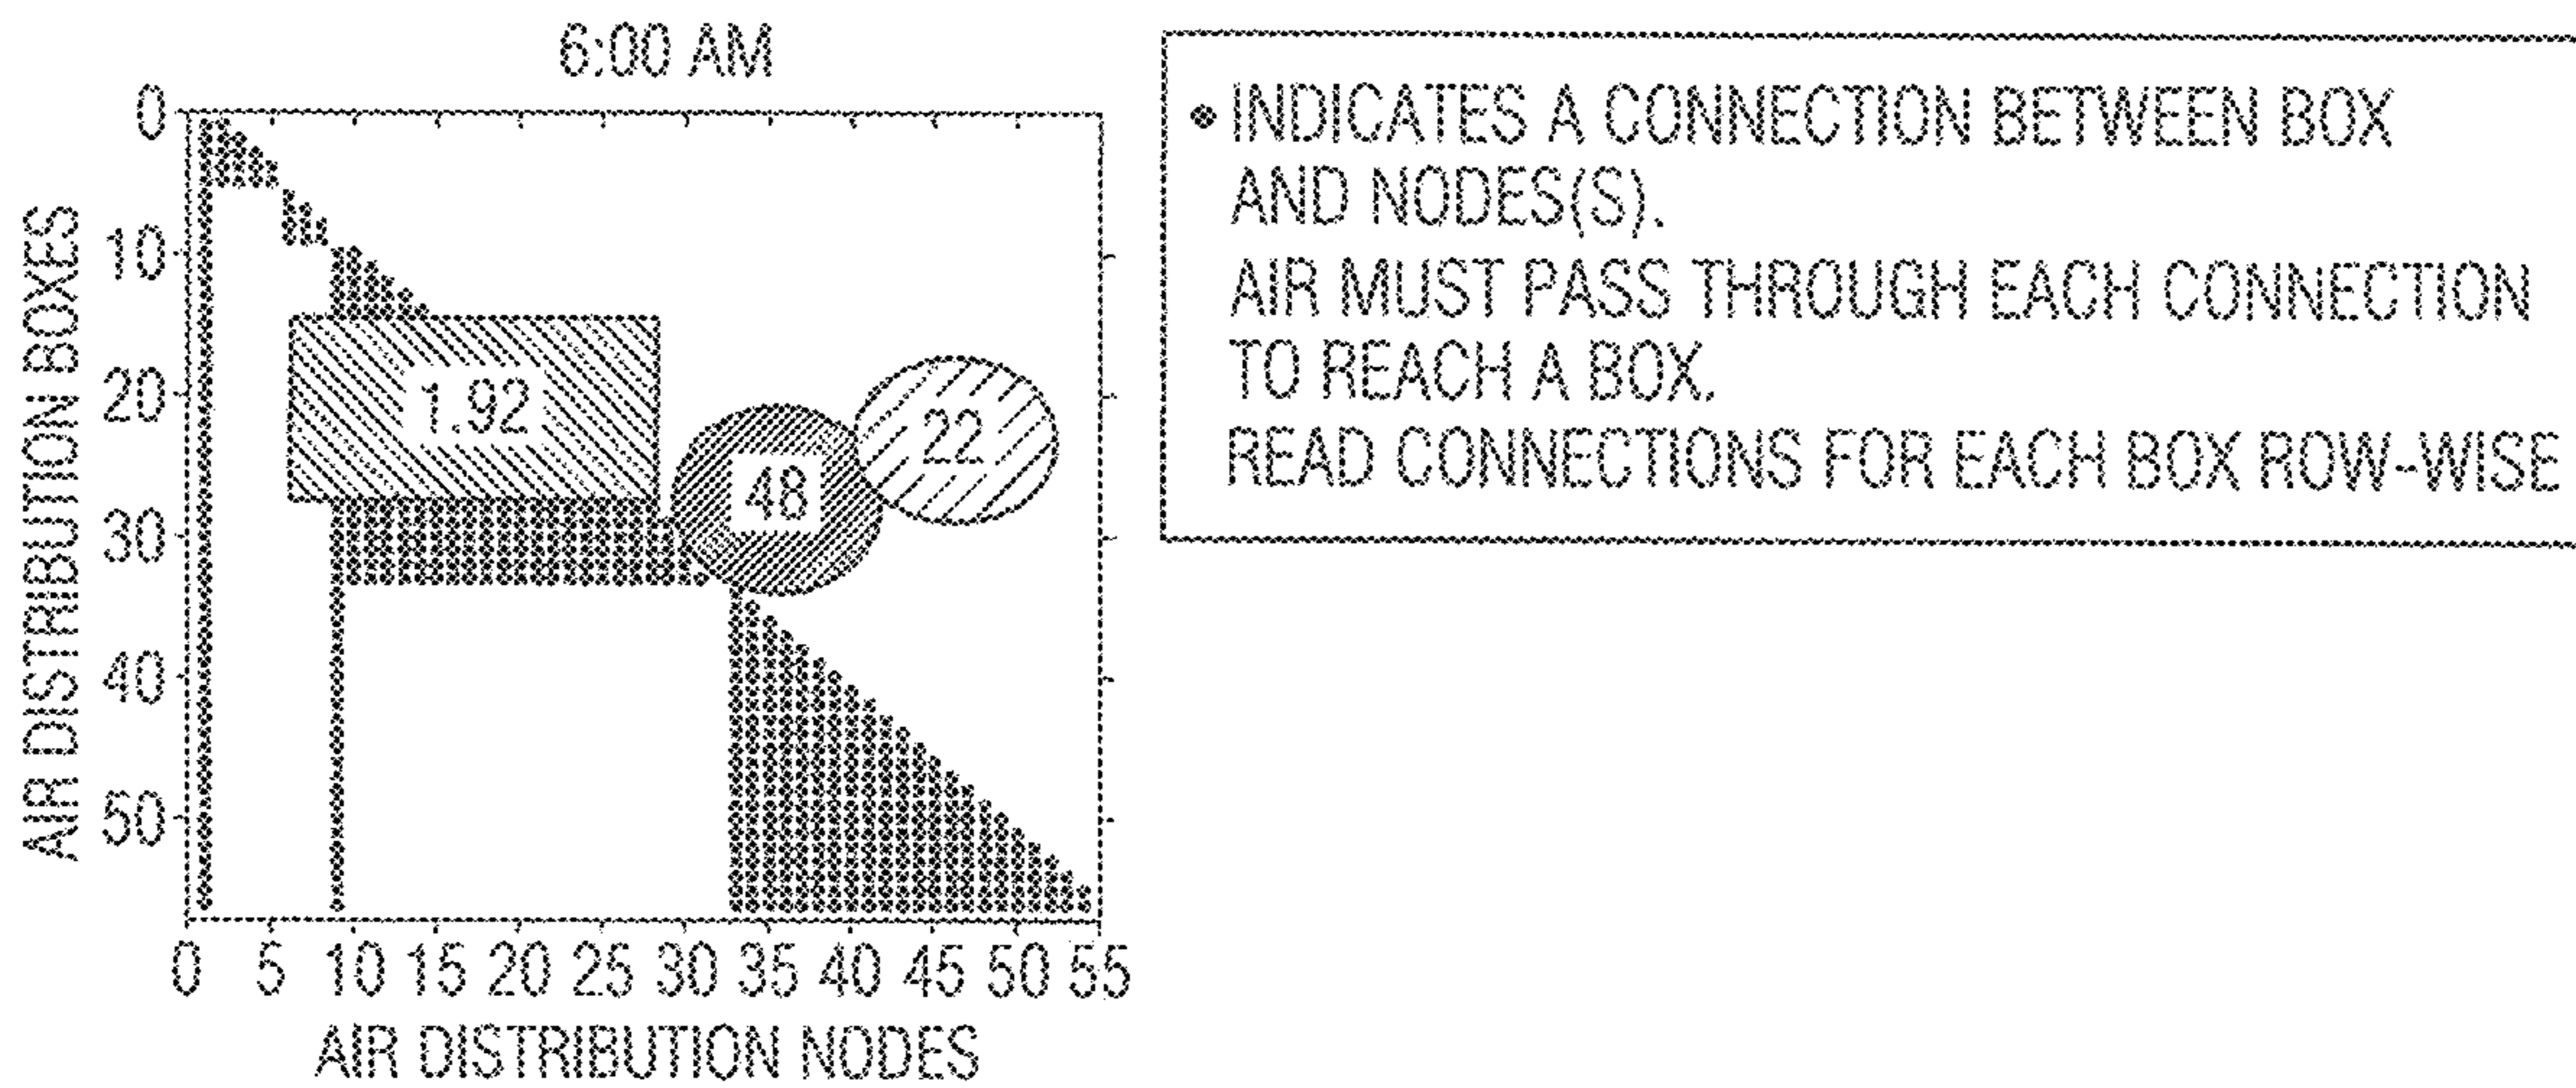 6:00 AM
0
10
20
30
40
50
AIR DISTRIBUTION BOXES
1.92
48
22
0 5 10 15 20 25 30 35 40 45 50 55
AIR DISTRIBUTION NODES
• INDICATES A CONNECTION BETWEEN BOX
AND NODES(S).
AIR MUST PASS THROUGH EACH CONNECTION
TO REACH A BOX.
READ CONNECTIONS FOR EACH BOX ROW-WISE